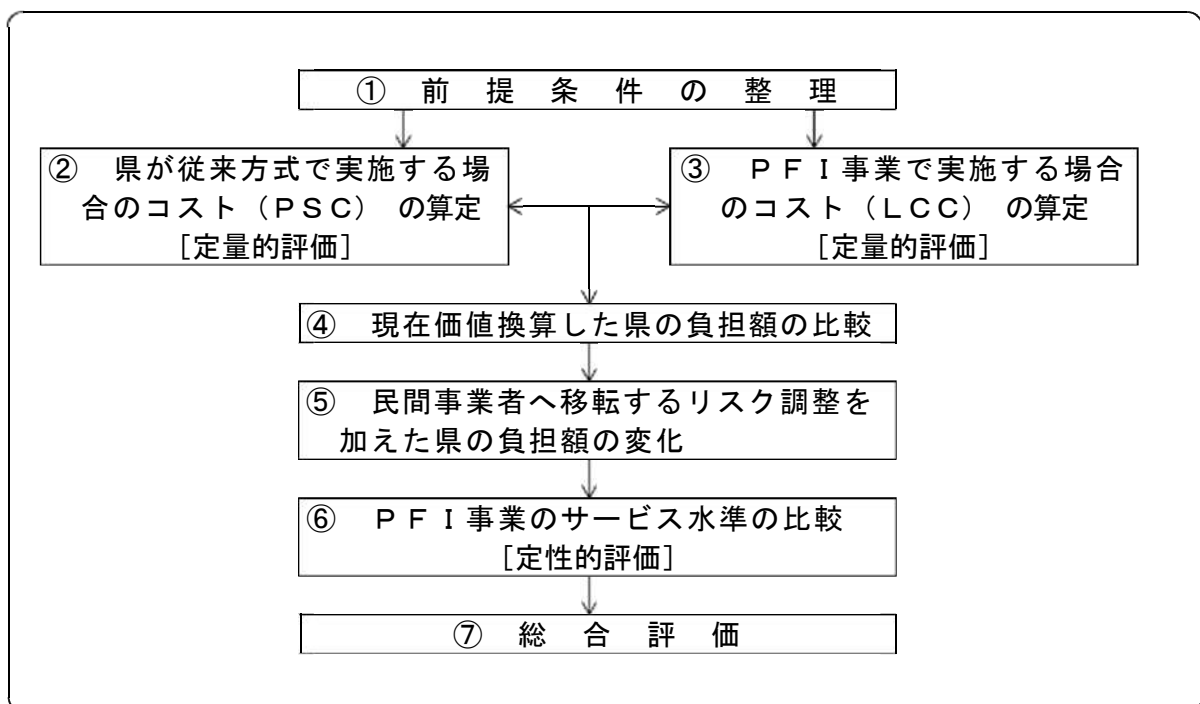 ① 前提条件の整理
② 県が従来方式で実施する場
合のコスト（ＰＳＣ） の算定
［定量的評価］
③ ＰＦＩ事業で実施する場合
のコスト（ＬＣＣ） の算定
［定量的評価］
④ 現在価値換算した県の負担額の比較
⑤ 民間事業者へ移転するリスク調整を
加えた県の負担額の変化
⑥ ＰＦＩ事業のサービス水準の比較
［定性的評価］
⑦ 総合評価